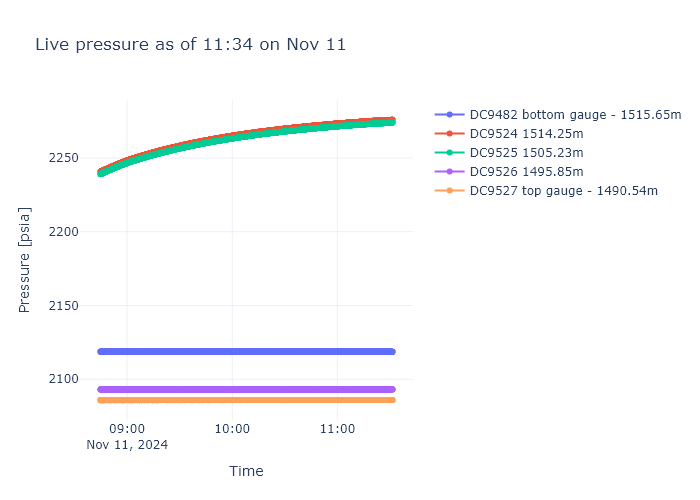 Live pressure as of 11:34 on Nov 11
DC9482 bottom gauge - 1515.65m
DC9524 1514.25m
DC9525 1505.23m
DC9526 1495.85m
DC9527 top gauge - 1490.54m
Pressure [psia]
2250
2200
2150
2100
09:00 10:00 11:00
Nov 11, 2024
Time